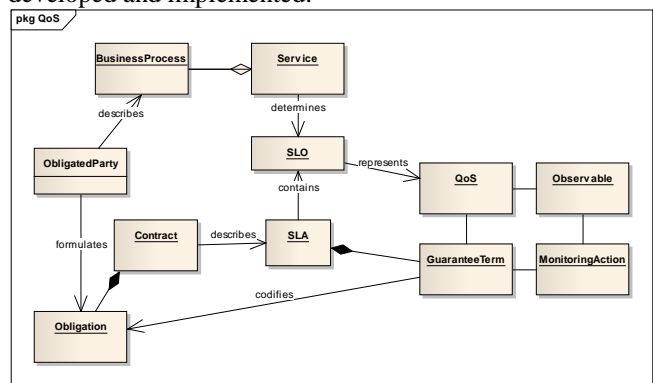 developed and implemented.
pkg QoS
BusinessProcess
Service
describes
determines
ObligatedParty
SLO
represents
QoS
Observable
contains
formulates
Contract
describes
SLA
GuaranteeTerm
MonitoringAction
codifies
Obligation